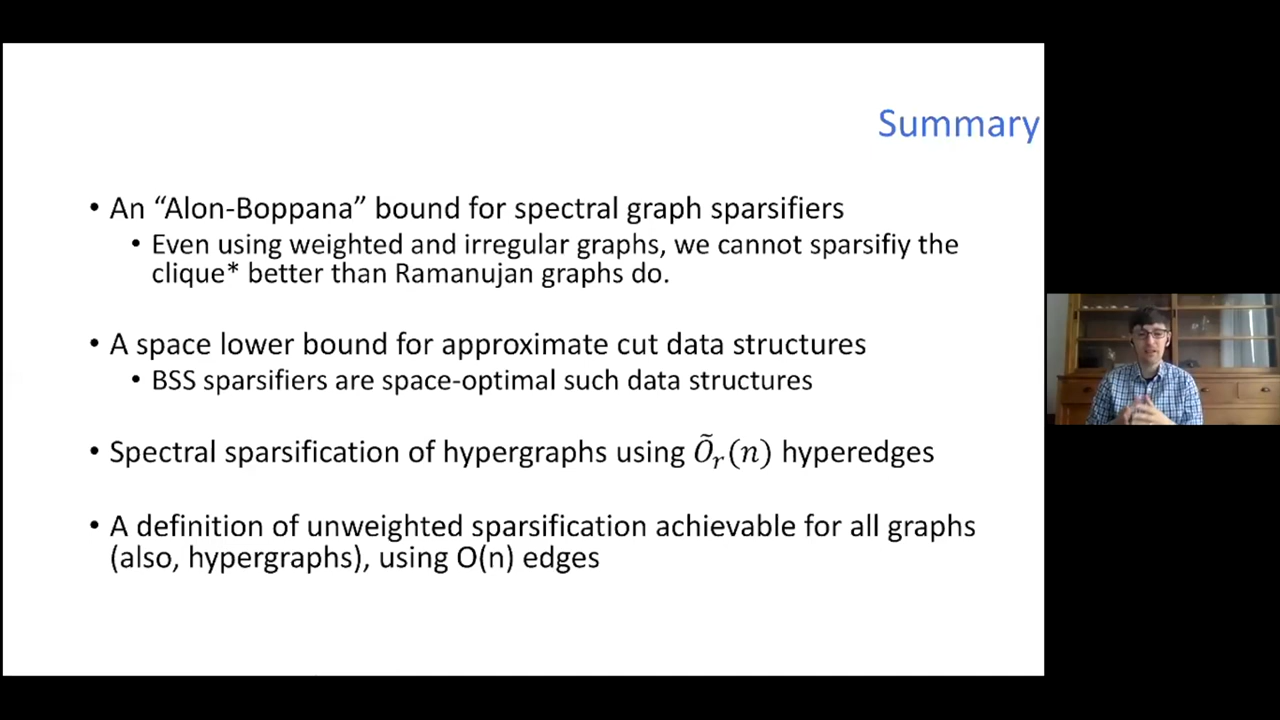 Summary
• An “Alon-Boppana” bound for spectral graph sparsifiers
• Even using weighted and irregular graphs, we cannot sparsifiy the
clique* better than Ramanujan graphs do.
• A space lower bound for approximate cut data structures
• BSS sparsifiers are space-optimal such data structures
• Spectral sparsification of hypergraphs using Õᵣ(n) hyperedges
• A definition of unweighted sparsification achievable for all graphs
(also, hypergraphs), using O(n) edges